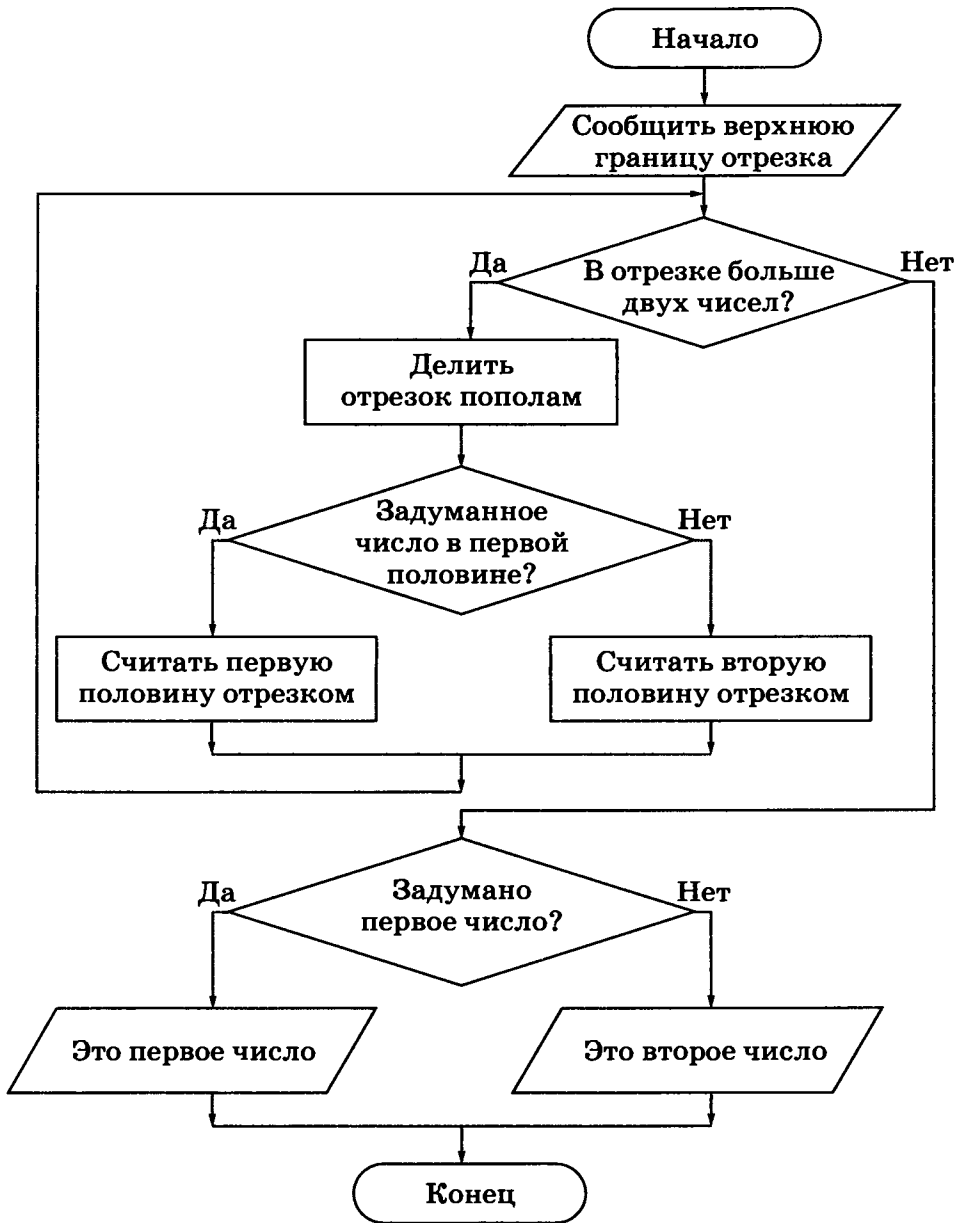 Начало
Сообщить верхнюю
границу отрезка
Да
Нет
В отрезке больше
двух чисел?
Делить
отрезок пополам
Да
Нет
Задуманное
число в первой
половине?
Считать первую
половину отрезком
Считать вторую
половину отрезком
Да
Нет
Задумано
первое число?
Это первое число
Это второе число
Конец